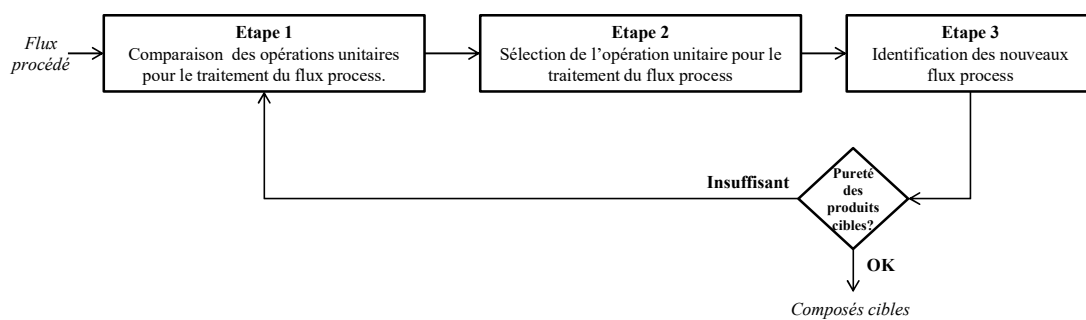 Flux
procédé
Etape 1
Comparaison des opérations unitaires
pour le traitement du flux process.
Etape 2
Sélection de l'opération unitaire pour le
traitement du flux process
Etape 3
Identification des nouveaux
flux process
Insuffisant
Pureté
des
produits
cibles?
OK
Composés cibles